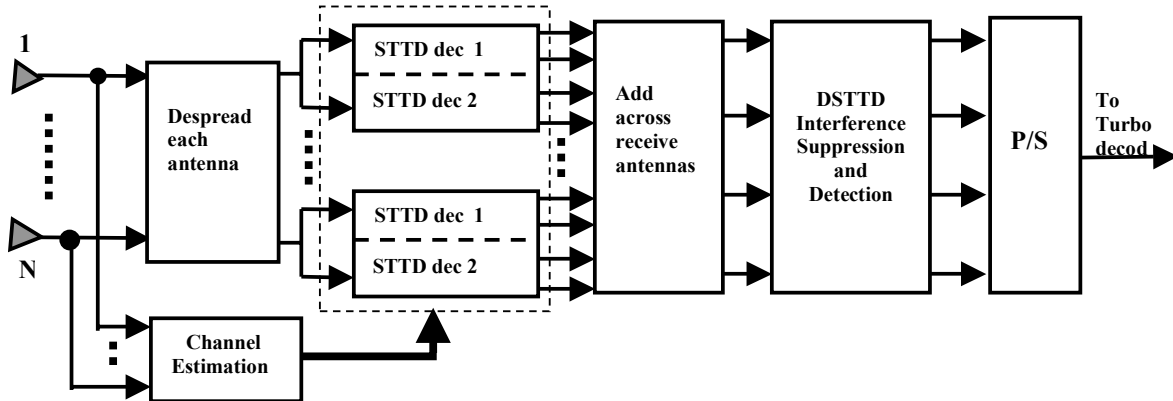 1
N
Despread
each
antenna
Channel
Estimation
STTD dec 1
STTD dec 2
STTD dec 1
STTD dec 2
Add
across
receive
antennas
DSTTD
Interference
Suppression
and
Detection
P/S
To
Turbo
decod